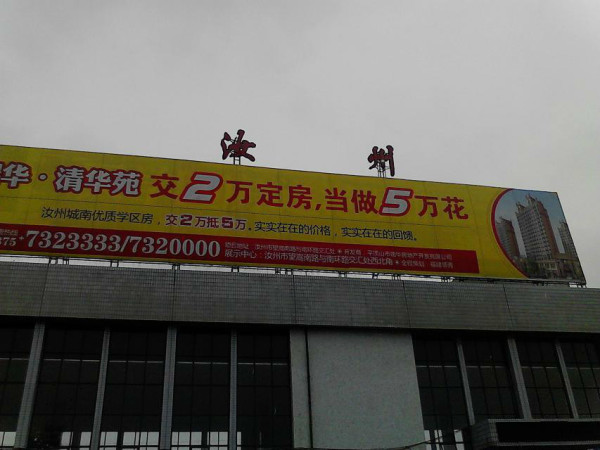 汝州
华·清华苑 交2万定房,当做5万花
汝州城南优质学区房,交2万抵5万,实实在在的价格,实实在在的回馈。
375-7323333/7320000
展示中心:汝州市望嵩南路与南环路交汇处西北角